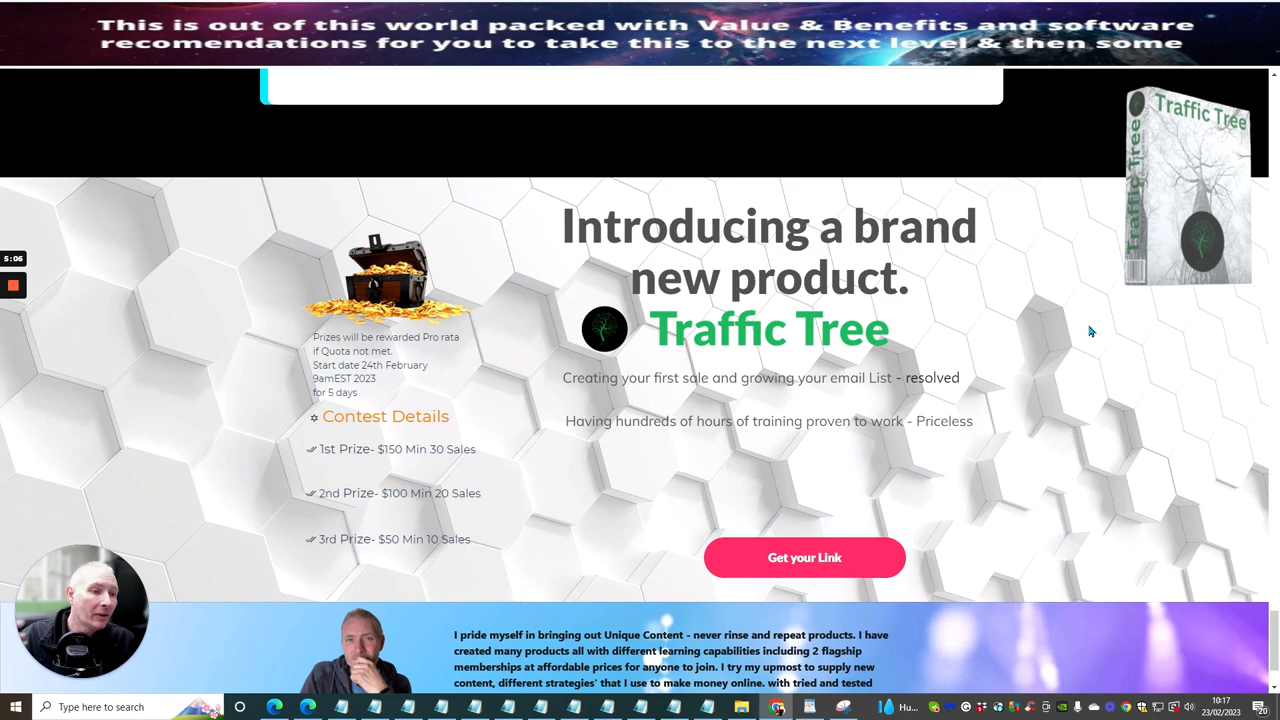 This is out of this world packed with Value & Benefits and software
recomendations for you to take this to the next level & then some
Traffic Tree
Traffic Tree
5:06
Introducing a brand
new product.
Traffic Tree
Creating your first sale and growing your email List - resolved
Having hundreds of hours of training proven to work - Priceless
Prizes will be rewarded Pro rata
if Quota not met.
Start date 24th February
9amEST 2023
for 5 days
Contest Details
1st Prize- $150 Min 30 Sales
2nd Prize- $100 Min 20 Sales
3rd Prize- $50 Min 10 Sales
Get your Link
I pride myself in bringing out Unique Content - never rinse and repeat products. I have
created many products all with different learning capabilities including 2 flagship
memberships at affordable prices for anyone to join. I try my upmost to supply new
content, different strategies' that I use to make money online. with tried and tested
Type here to search
Hu...
10:17
23/02/2023
20